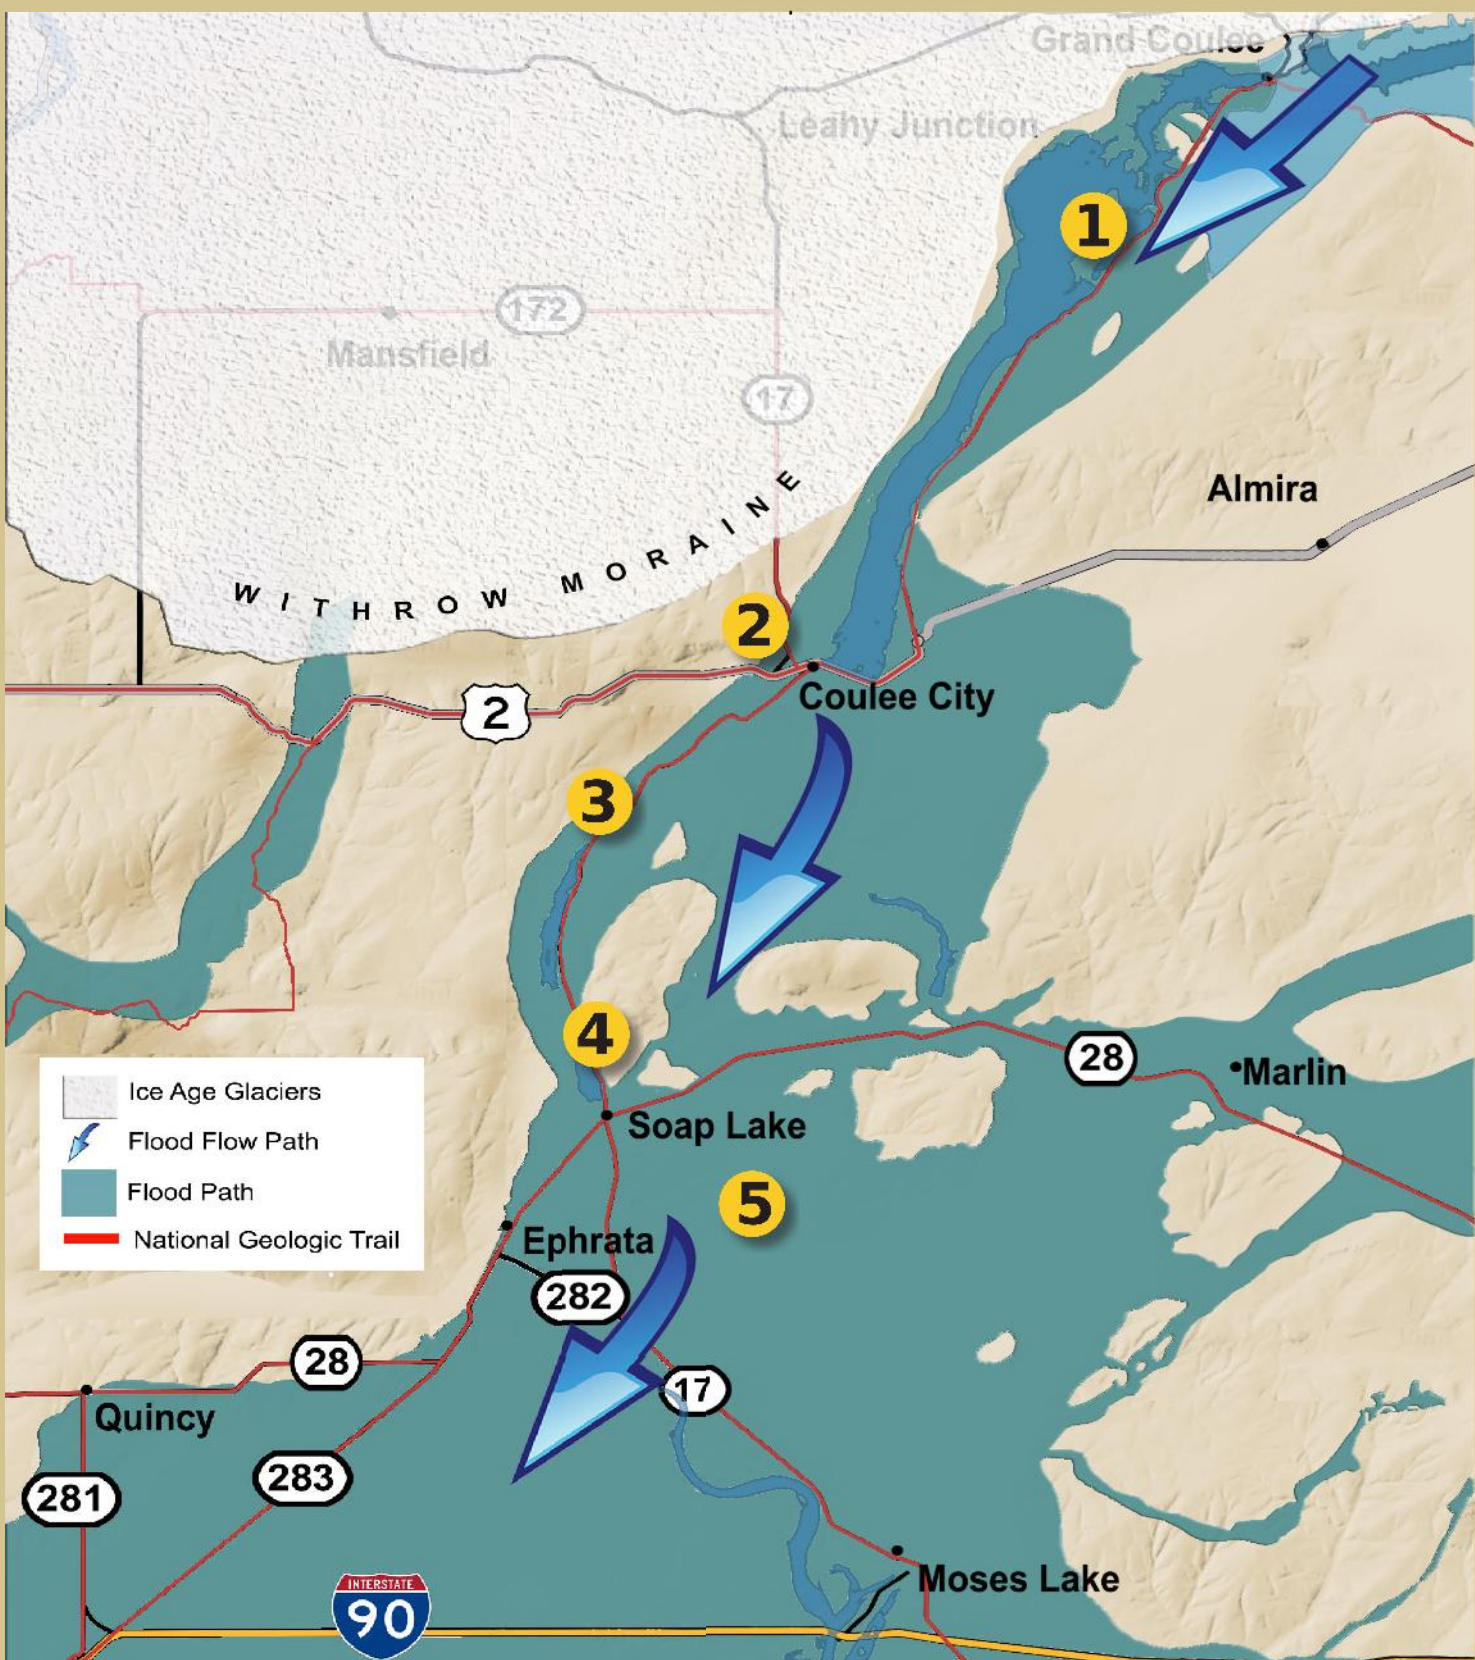 Grand Coulee
Leahy Junction
1
172
Mansfield
17
Almira
WITHROW MORAINE
2
2
Coulee City
3
4
28
Marlin
Soap Lake
5
Ephrata
282
Ice Age Glaciers
Flood Flow Path
Flood Path
National Geologic Trail
28
17
Quincy
283
281
Moses Lake
INTERSTATE
90